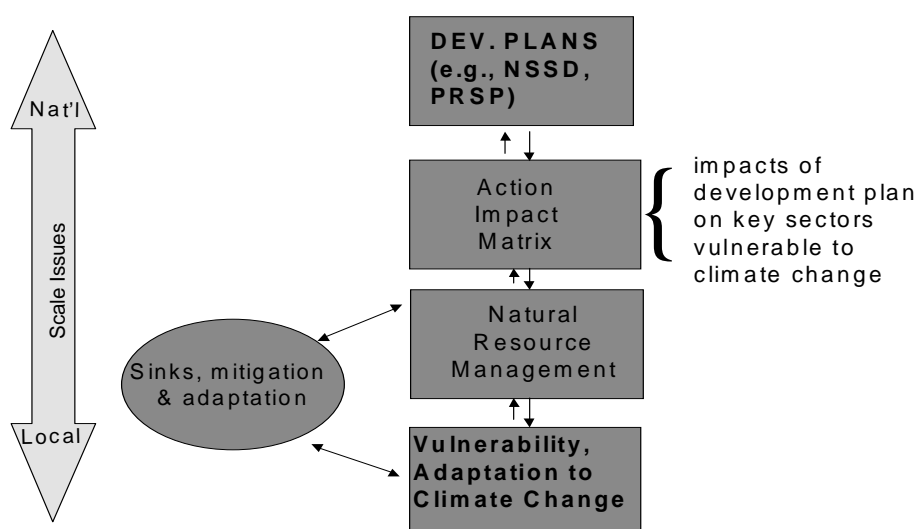 DEV. PLANS
(e.g., NSSD,
PRSP)
Nat'l
Action
Impact
Matrix
impacts of
development plan
on key sectors
vulnerable to
climate change
Scale Issues
Natural
Resource
Management
Sinks, mitigation
& adaptation
Local
Vulnerability,
Adaptation to
Climate Change